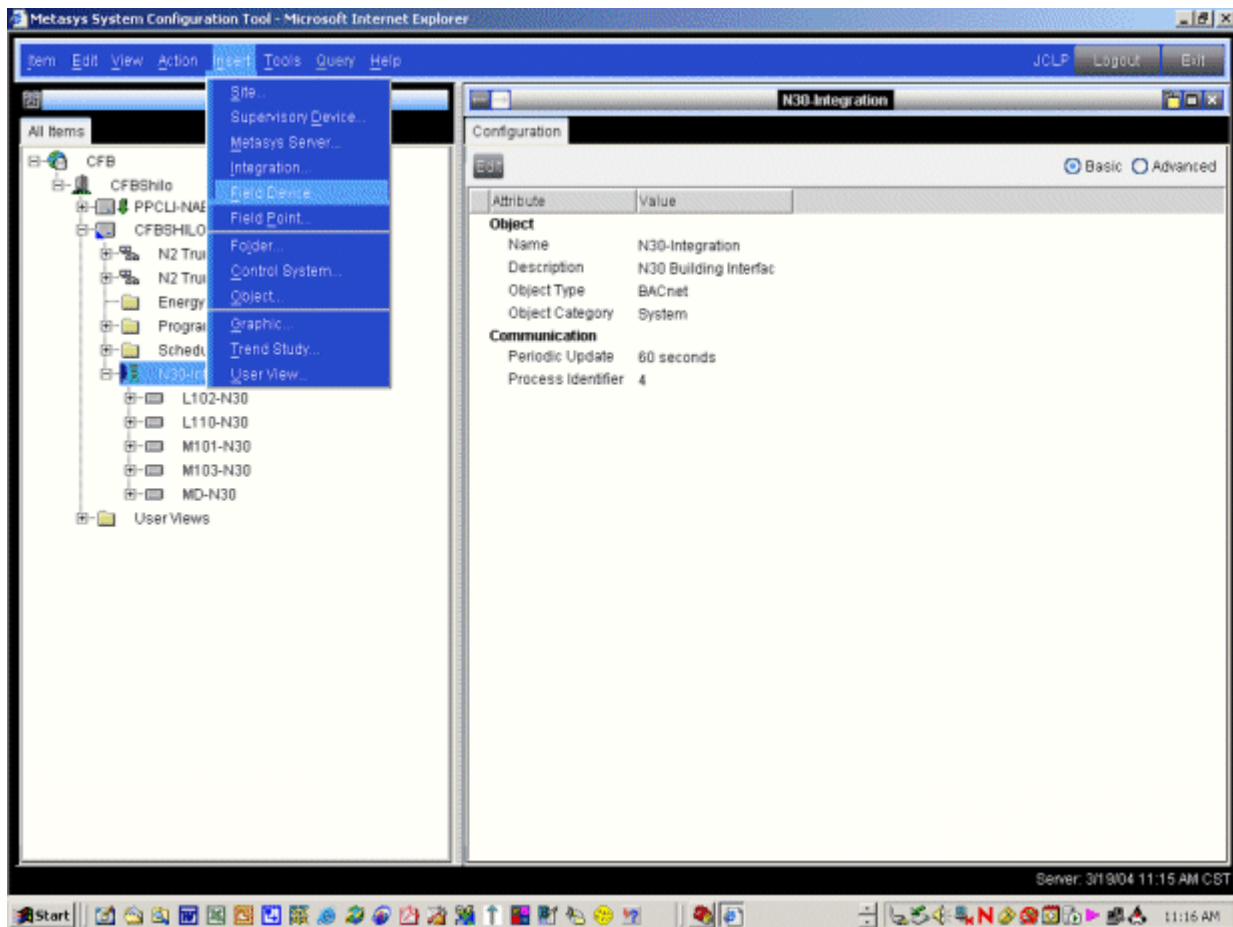 Metasys System Configuration Tool - Microsoft Internet Explorer
Item Edit View Action Insert Tools Query Help
JCLP Logout Exit
Site...
Supervisory Device...
Metasys Server...
Integration...
Field Device...
Field Point...
Folder...
Control System...
Object...
Graphic...
Trend Study...
User View...
All Items
CFB
CFBShilo
PPCLI-NAE
CFBSHILO
N2 Tru
N2 Tru
Energy
Progra
Schedu
N30-Int
L102-N30
L110-N30
M101-N30
M103-N30
MD-N30
User Views
N30-Integration
Configuration
Edit
Basic Advanced
Attribute Value
Object
Name N30-Integration
Description N30 Building Interfac
Object Type BACnet
Object Category System
Communication
Periodic Update 60 seconds
Process Identifier 4
Server: 3/19/04 11:15 AM CST
Start
11:16 AM